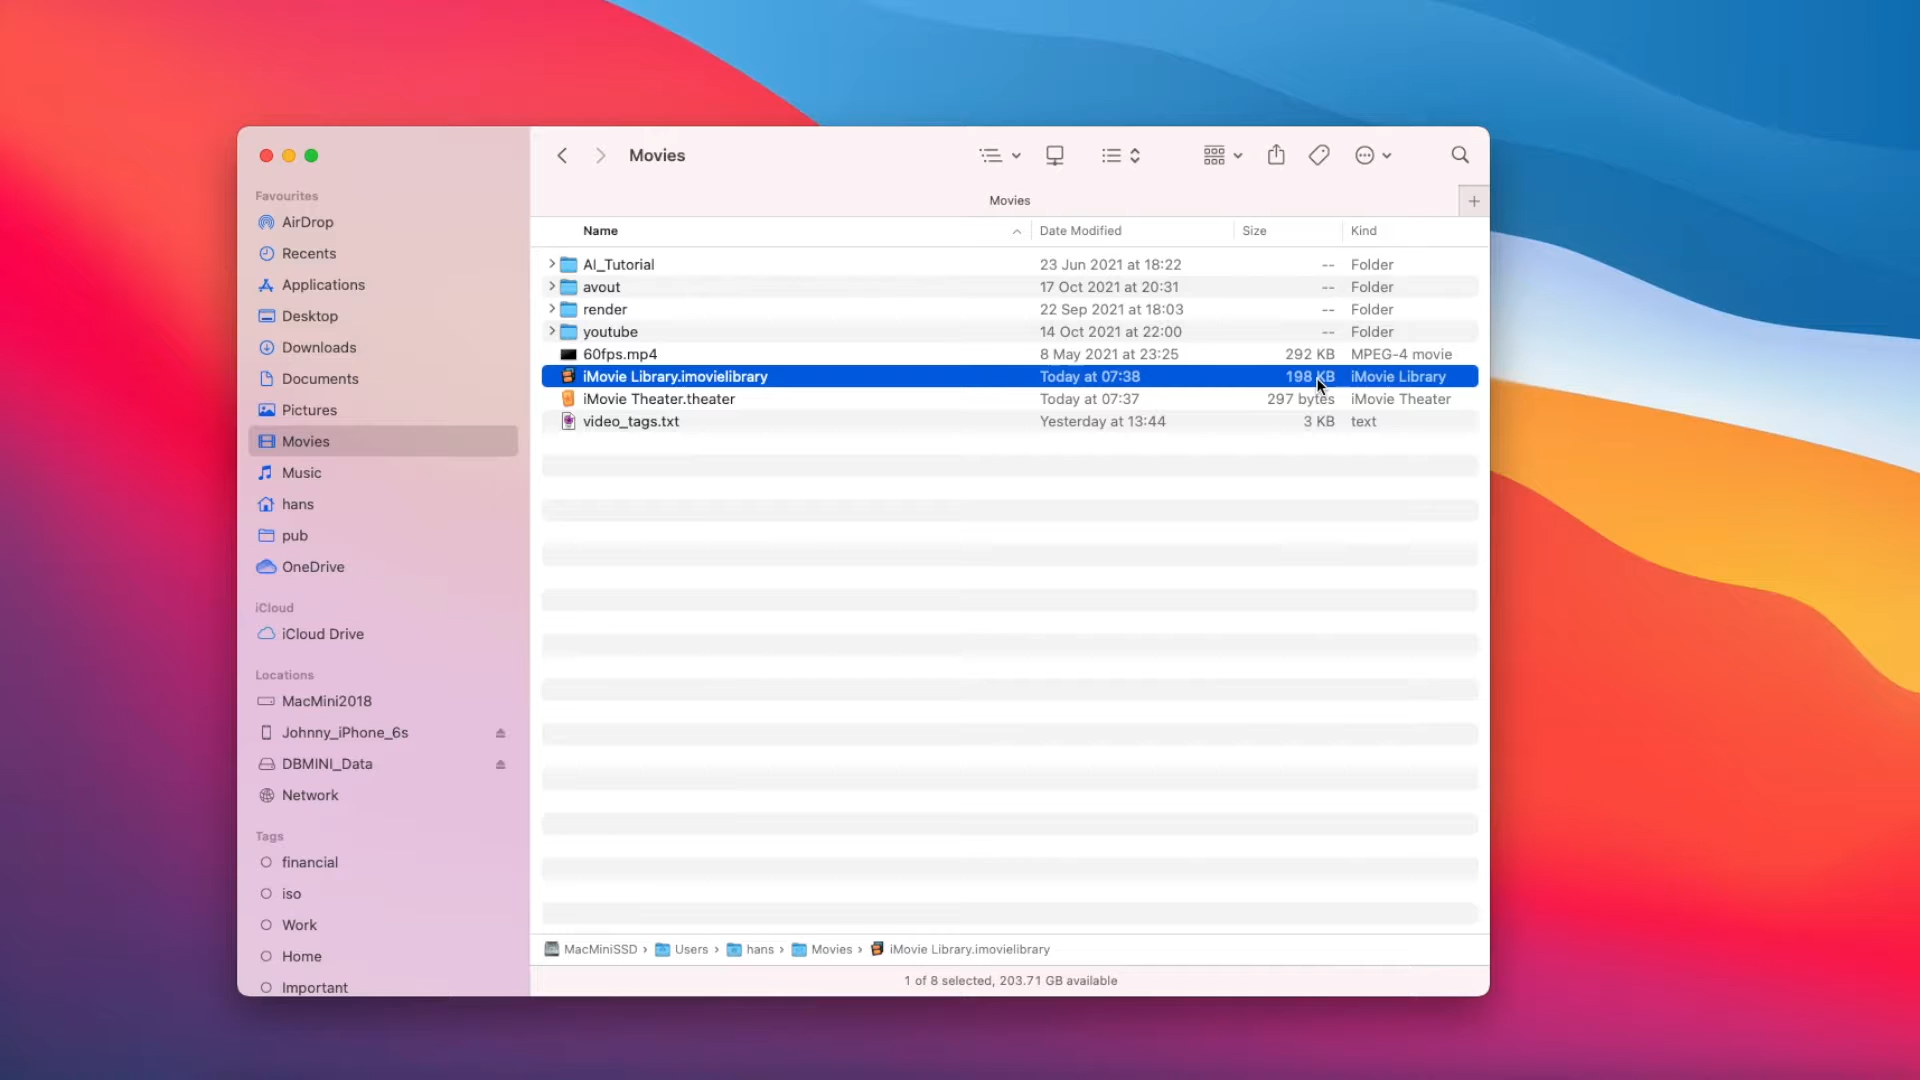 Movies
Movies
Favourites
AirDrop
Recents
Applications
Desktop
Downloads
Documents
Pictures
Movies
Music
hans
pub
OneDrive
iCloud
iCloud Drive
Locations
MacMini2018
Johnny_iPhone_6s
DBMINI_Data
Network
Tags
financial
iso
Work
Home
Important
Name Date Modified Size Kind
AI_Tutorial 23 Jun 2021 at 18:22 -- Folder
avout 17 Oct 2021 at 20:31 -- Folder
render 22 Sep 2021 at 18:03 -- Folder
youtube 14 Oct 2021 at 22:00 -- Folder
60fps.mp4 8 May 2021 at 23:25 292 KB MPEG-4 movie
iMovie Library.imovielibrary Today at 07:38 198 KB iMovie Library
iMovie Theater.theater Today at 07:37 297 bytes iMovie Theater
video_tags.txt Yesterday at 13:44 3 KB text
MacMiniSSD › Users › hans › Movies › iMovie Library.imovielibrary
1 of 8 selected, 203.71 GB available